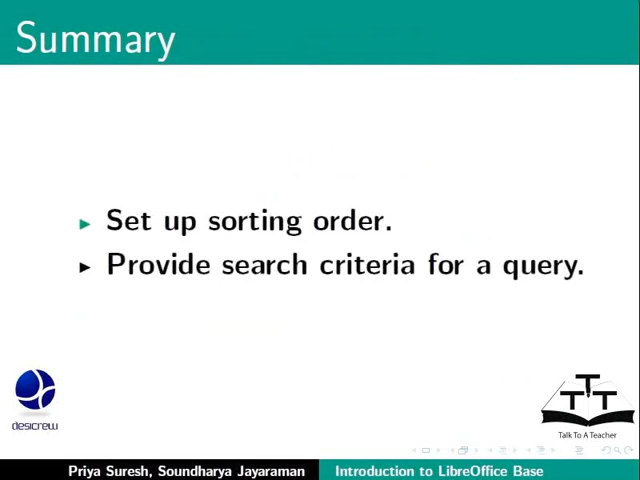 Summary
Set up sorting order.
Provide search criteria for a query.
desicrew
T
T T
Talk To A Teacher
Priya Suresh, Soundharya Jayaraman
Introduction to LibreOffice Base